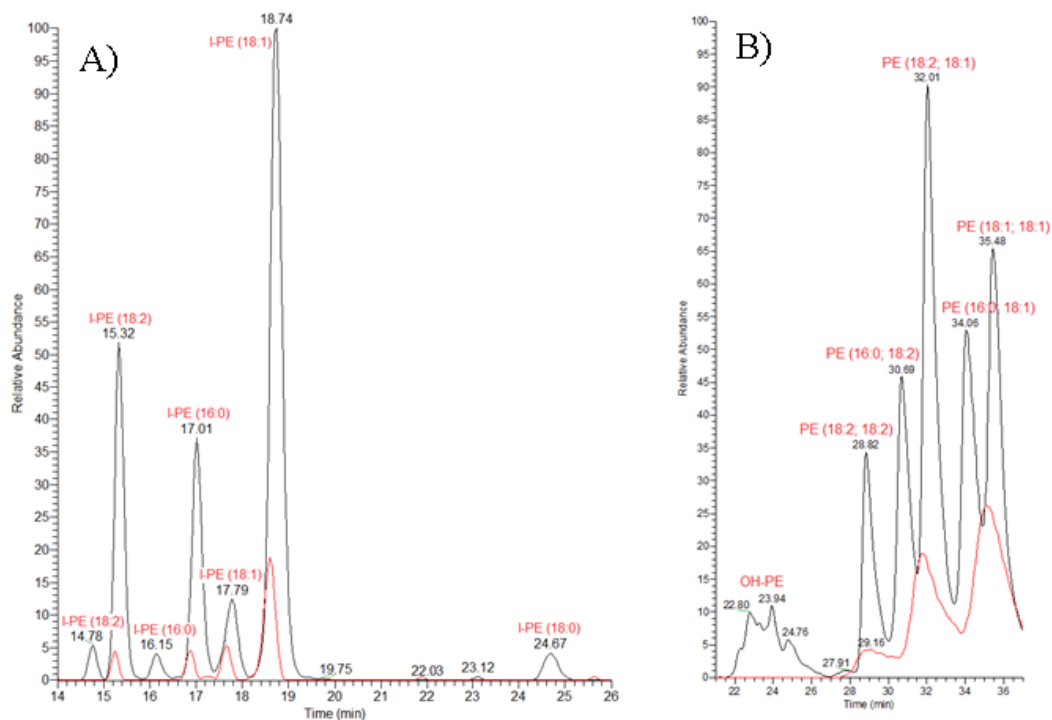 A)
l-PE (18:1)
18.74
l-PE (18:2)
15.32
l-PE (16:0)
17.01
l-PE (18:1)
17.79
l-PE (18:2)
14.78
l-PE (16:0)
16.15
19.75
22.03
23.12
l-PE (18:0)
24.67
100
95
90
85
80
75
70
65
60
55
50
45
40
35
30
25
20
15
10
5
0
Relative Abundance
14 15 16 17 18 19 20 21 22 23 24 25 26
Time (min)
B)
PE (18:2; 18:1)
32.01
PE (18:1; 18:1)
35.48
PE (16:0; 18:1)
34.06
PE (16:0; 18:2)
30.69
PE (18:2; 18:2)
28.82
OH-PE
22.80
23.94
24.76
27.91
29.16
100
95
90
85
80
75
70
65
60
55
50
45
40
35
30
25
20
15
10
5
0
Relative Abundance
22 24 26 28 30 32 34 36
Time (min)